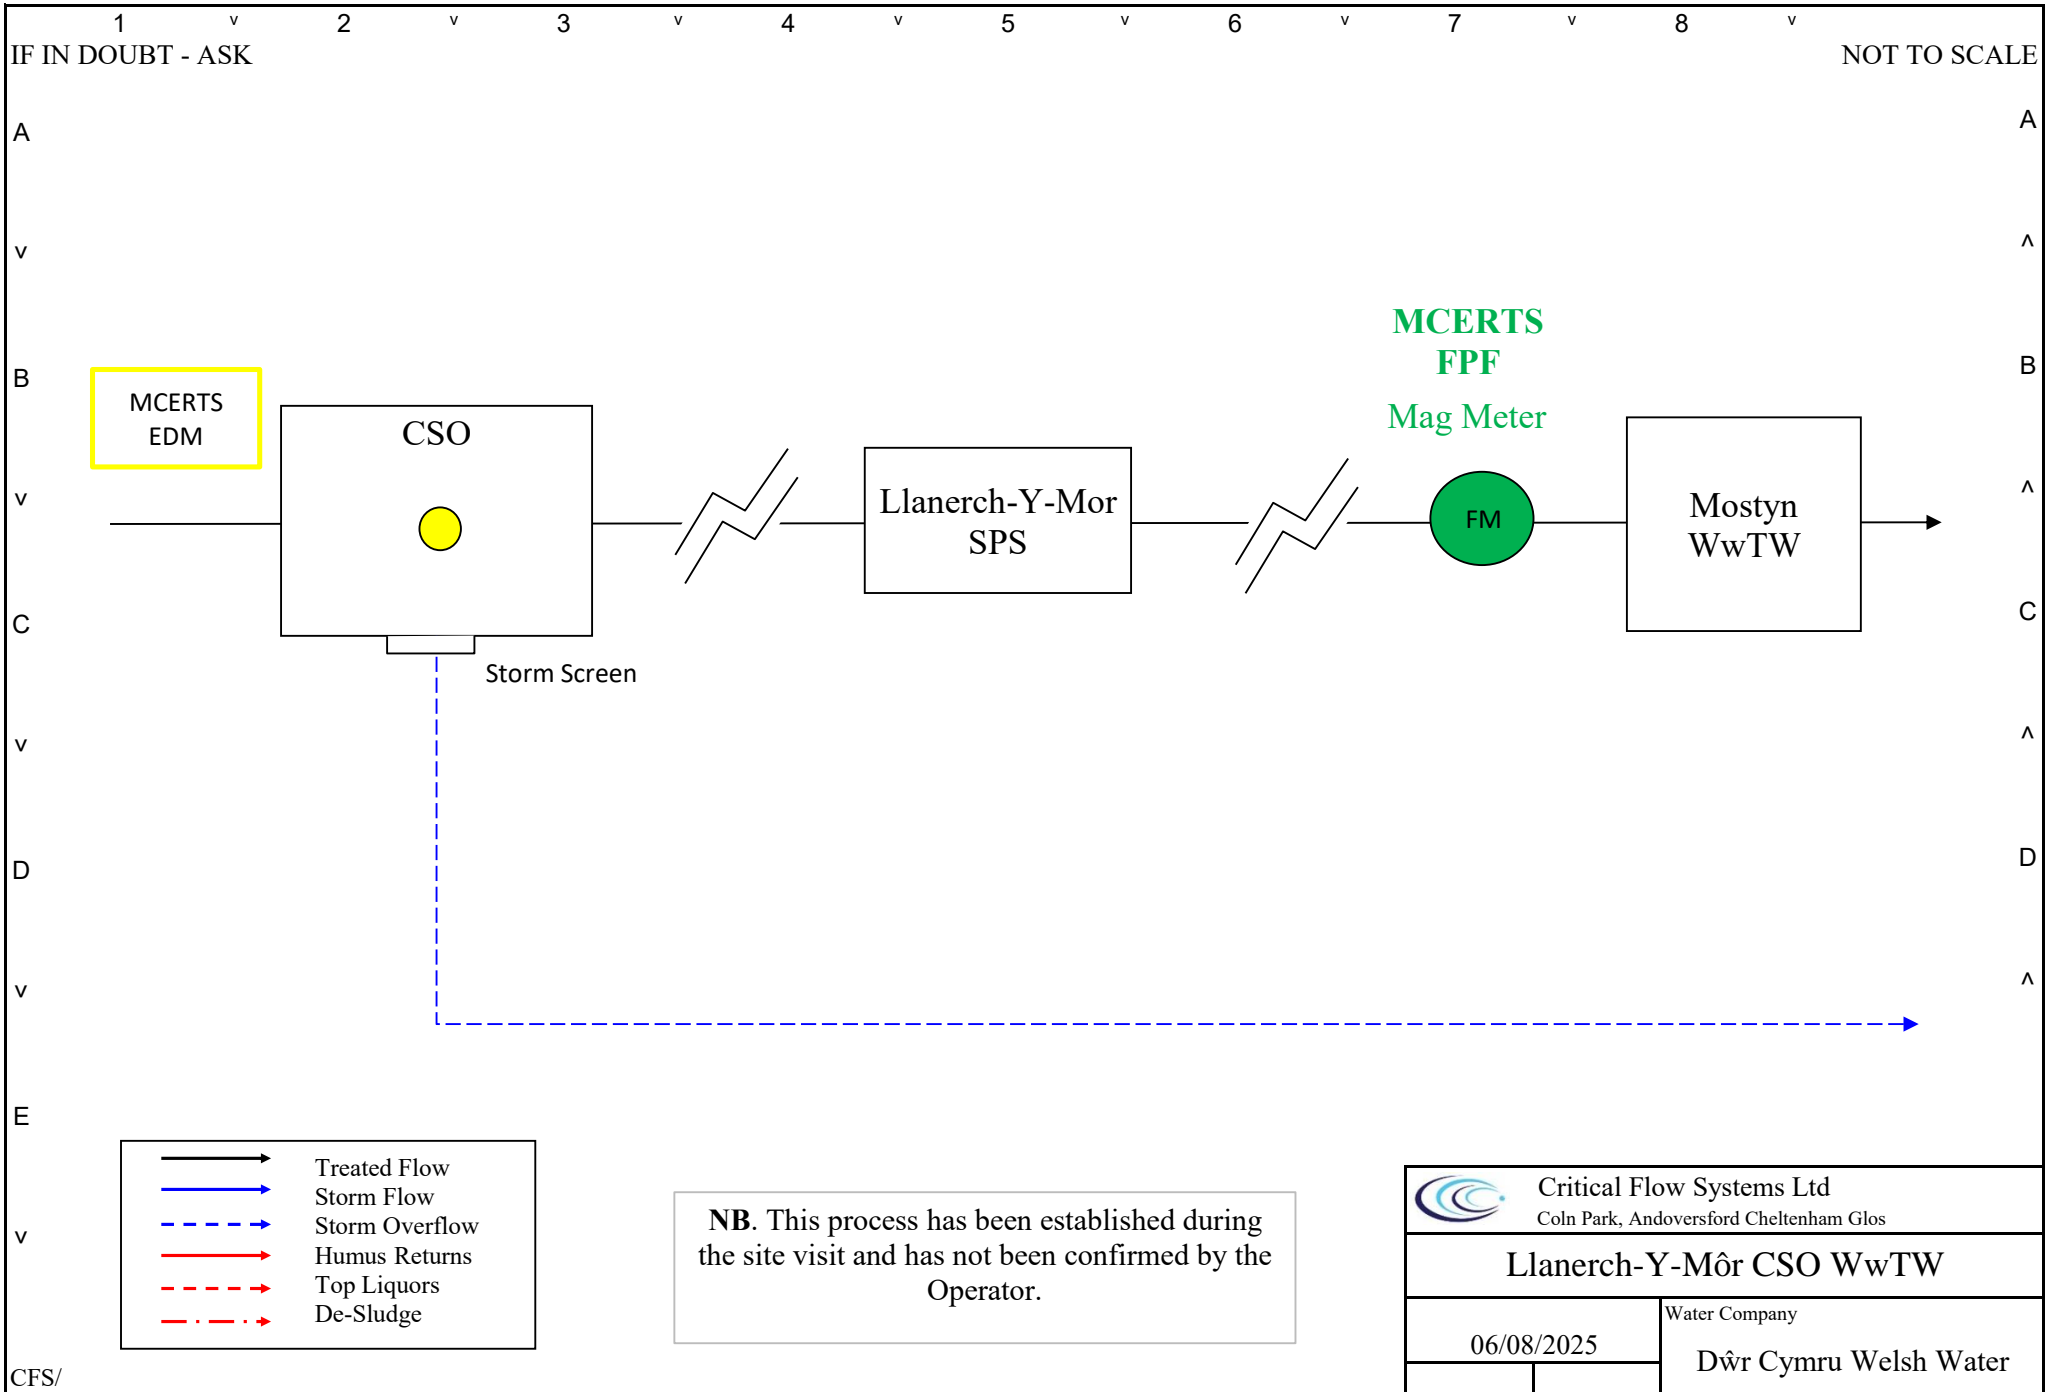 1 v 2 v 3 v 4 v 5 v 6 v 7 v 8 v
IF IN DOUBT - ASK
NOT TO SCALE
A
A
v
^
MCERTS
FPF
Mag Meter
B
B
MCERTS
EDM
CSO
v
^
Llanerch-Y-Mor
SPS
FM
Mostyn
WwTW
C
C
Storm Screen
v
^
D
D
v
^
E
v
Treated Flow
Storm Flow
Storm Overflow
Humus Returns
Top Liquors
De-Sludge
NB. This process has been established during
the site visit and has not been confirmed by the
Operator.
Critical Flow Systems Ltd
Coln Park, Andoversford Cheltenham Glos
Llanerch-Y-Môr CSO WwTW
Water Company
06/08/2025
Dŵr Cymru Welsh Water
CFS/